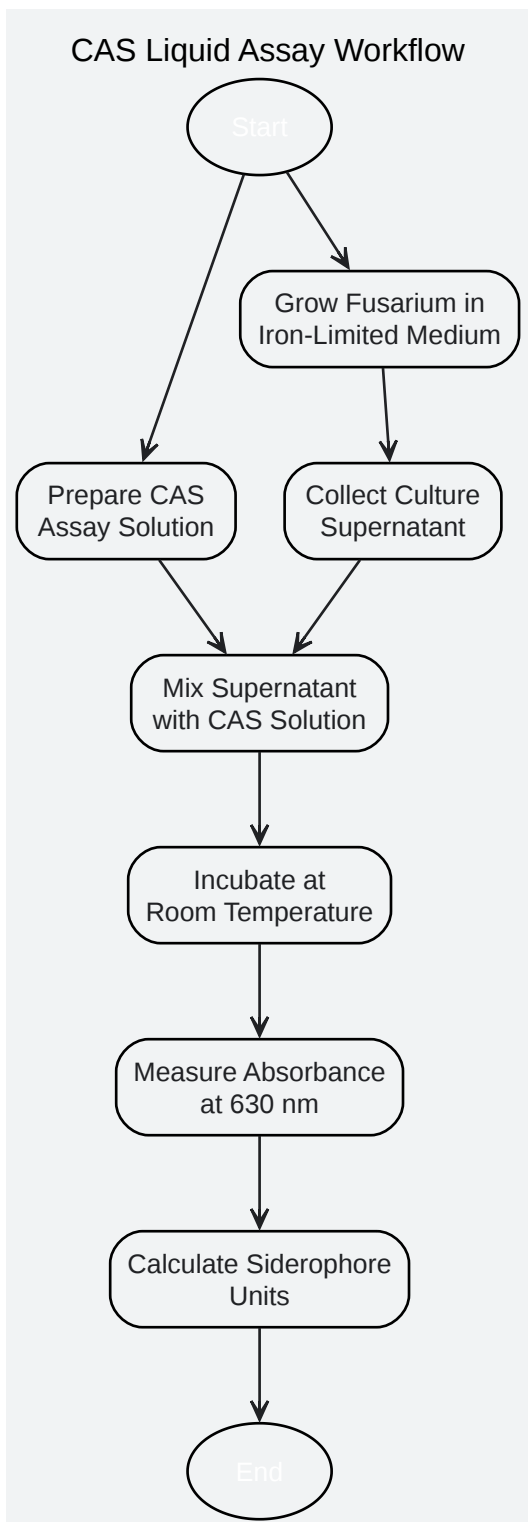 CAS Liquid Assay Workflow
Start
Grow Fusarium in
Iron-Limited Medium
Prepare CAS
Assay Solution
Collect Culture
Supernatant
Mix Supernatant
with CAS Solution
Incubate at
Room Temperature
Measure Absorbance
at 630 nm
Calculate Siderophore
Units
End